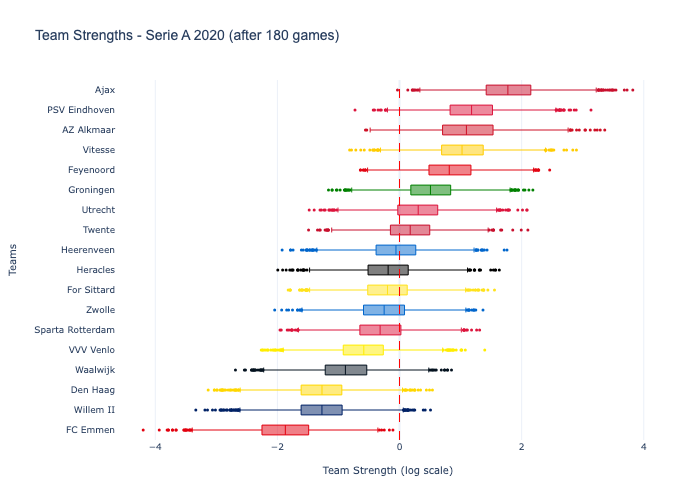 Team Strengths - Serie A 2020 (after 180 games)
Ajax
PSV Eindhoven
AZ Alkmaar
Vitesse
Feyenoord
Groningen
Utrecht
Twente
Heerenveen
Heracles
For Sittard
Zwolle
Sparta Rotterdam
VVV Venlo
Waalwijk
Den Haag
Willem II
FC Emmen
Teams
−4 −2 0 2 4
Team Strength (log scale)